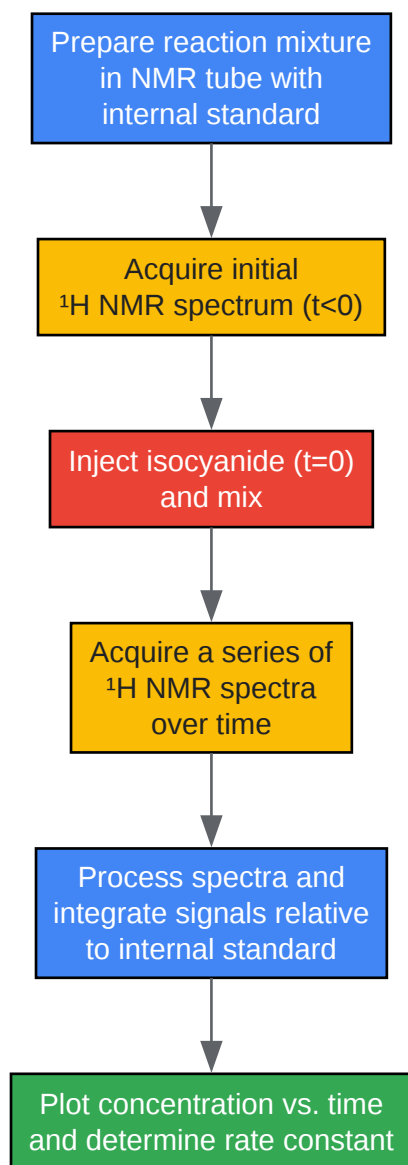 Prepare reaction mixture
in NMR tube with
internal standard
Acquire initial
¹H NMR spectrum (t<0)
Inject isocyanide (t=0)
and mix
Acquire a series of
¹H NMR spectra
over time
Process spectra and
integrate signals relative
to internal standard
Plot concentration vs. time
and determine rate constant